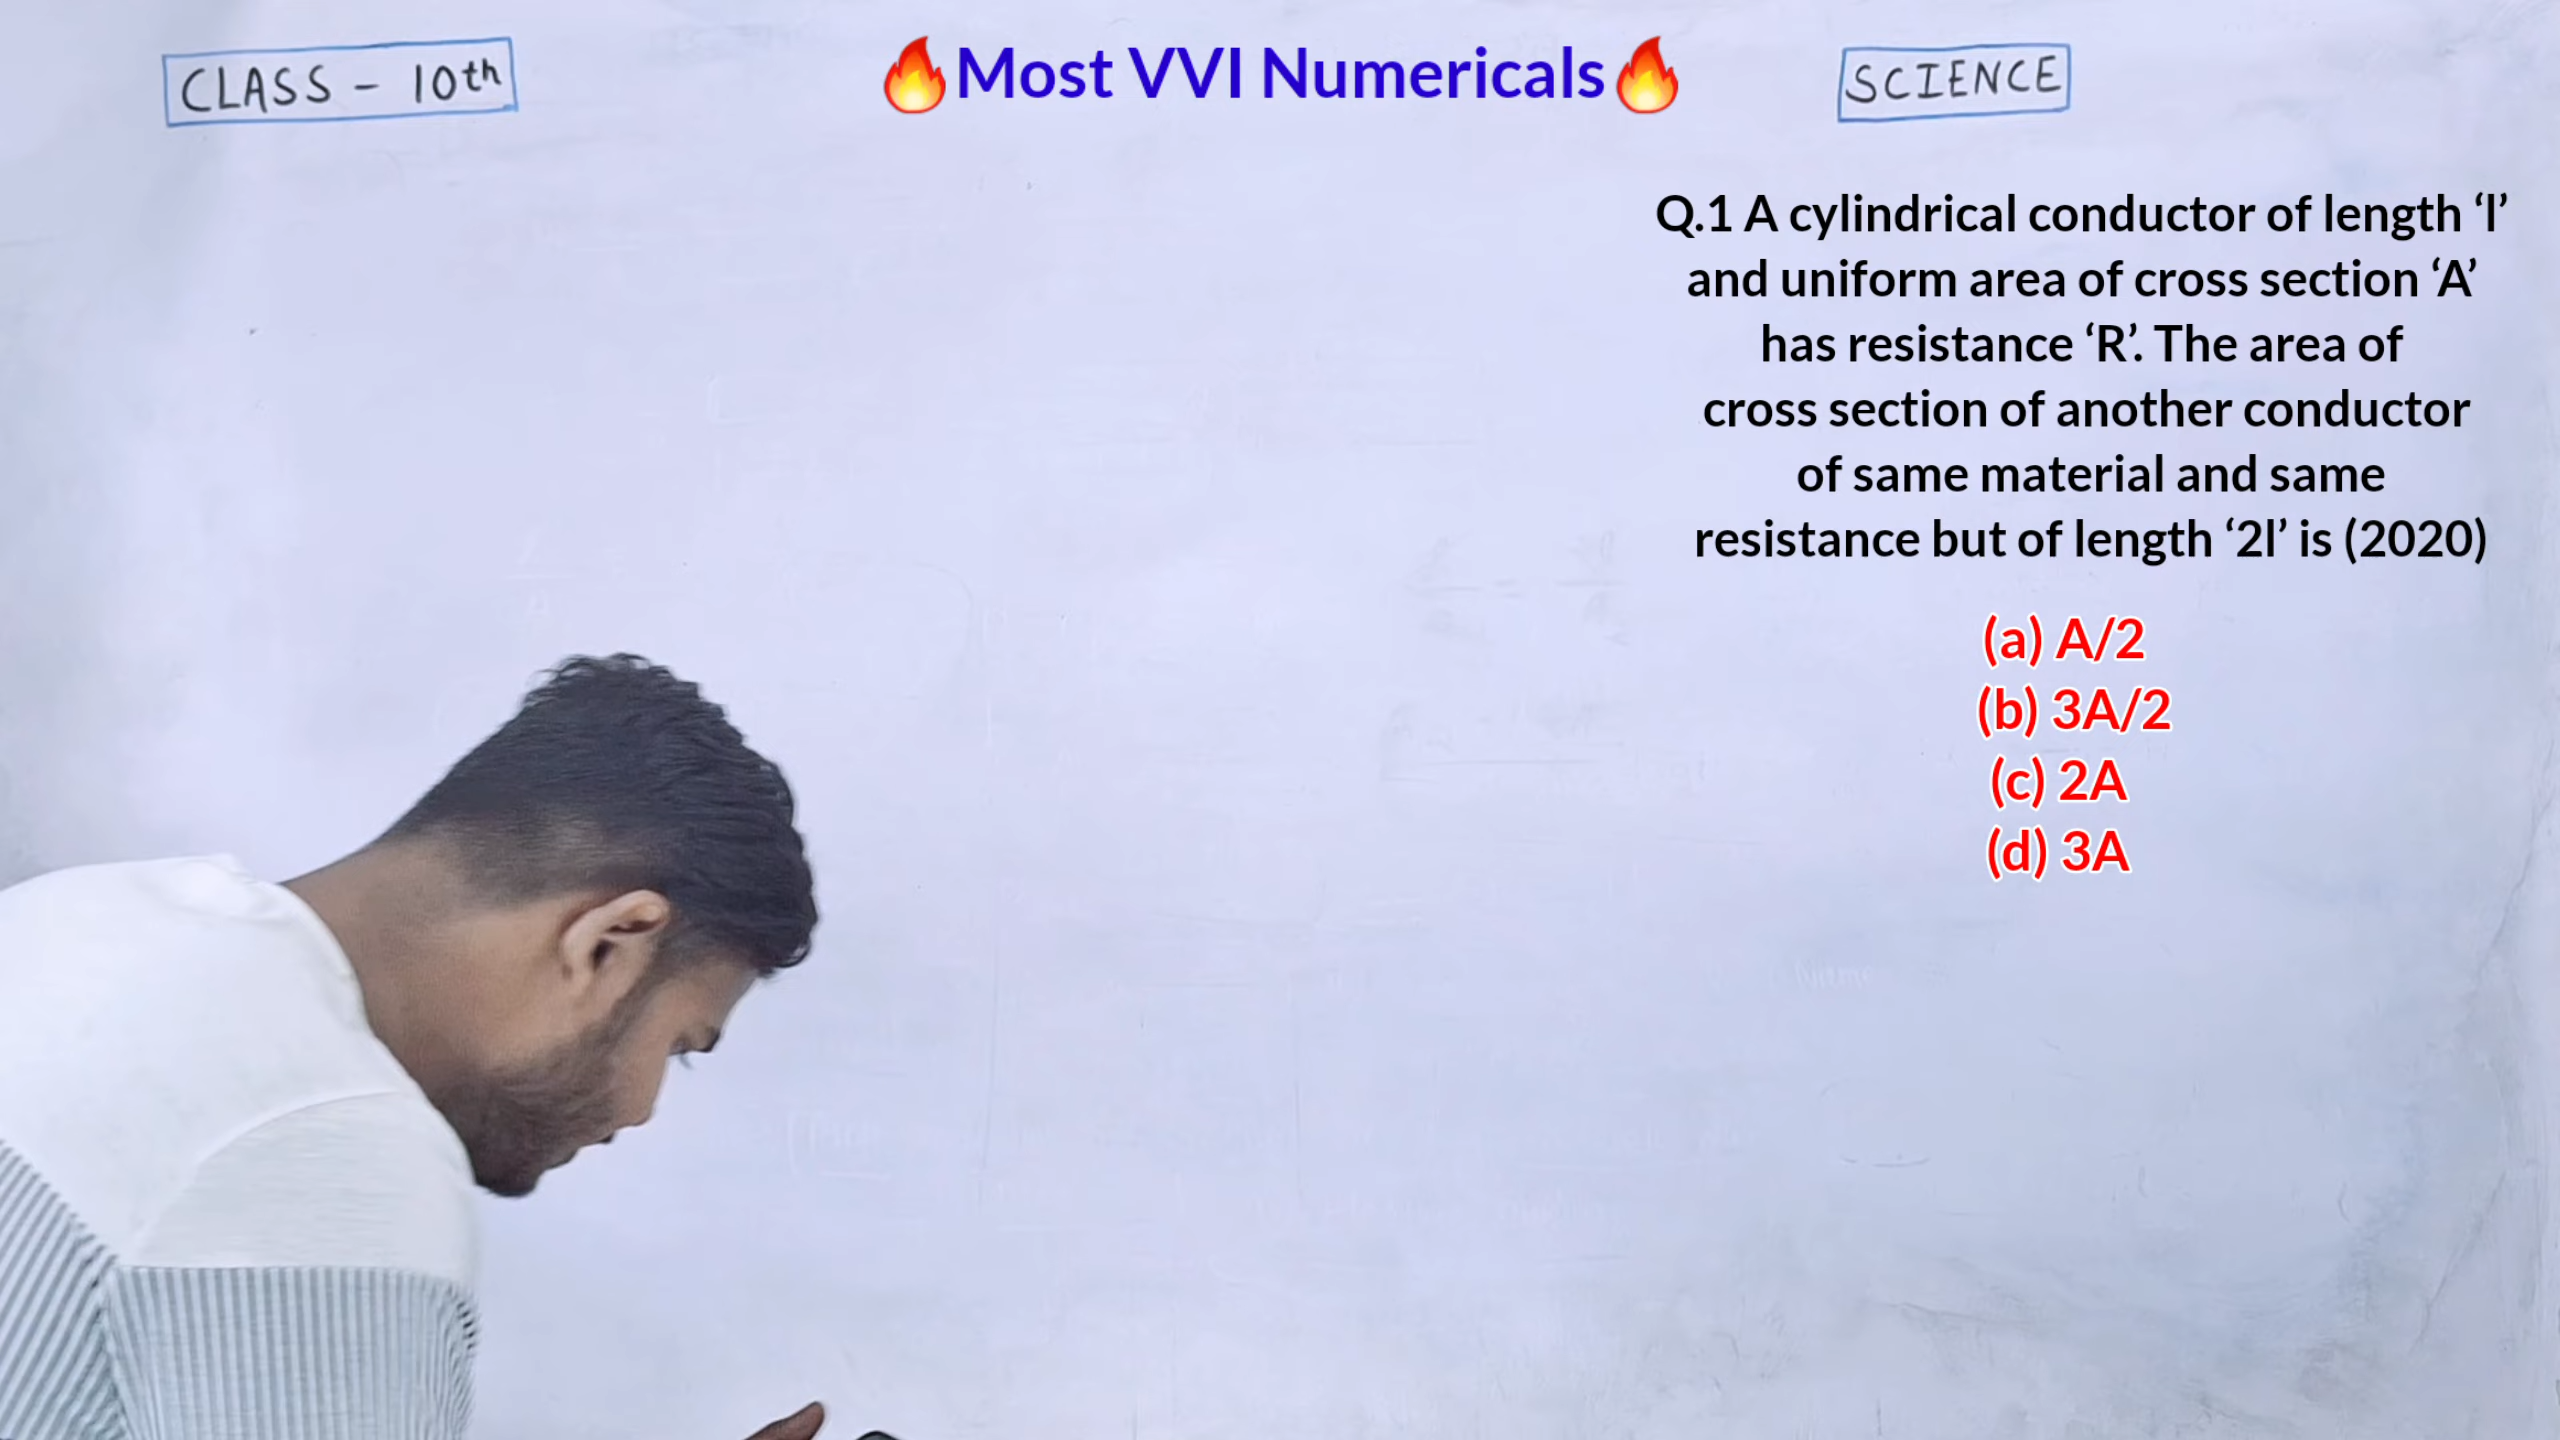 CLASS - 10th
🔥Most VVI Numericals🔥
SCIENCE
Q.1 A cylindrical conductor of length ‘l’
and uniform area of cross section ‘A’
has resistance ‘R’. The area of
cross section of another conductor
of same material and same
resistance but of length ‘2l’ is (2020)
(a) A/2
(b) 3A/2
(c) 2A
(d) 3A